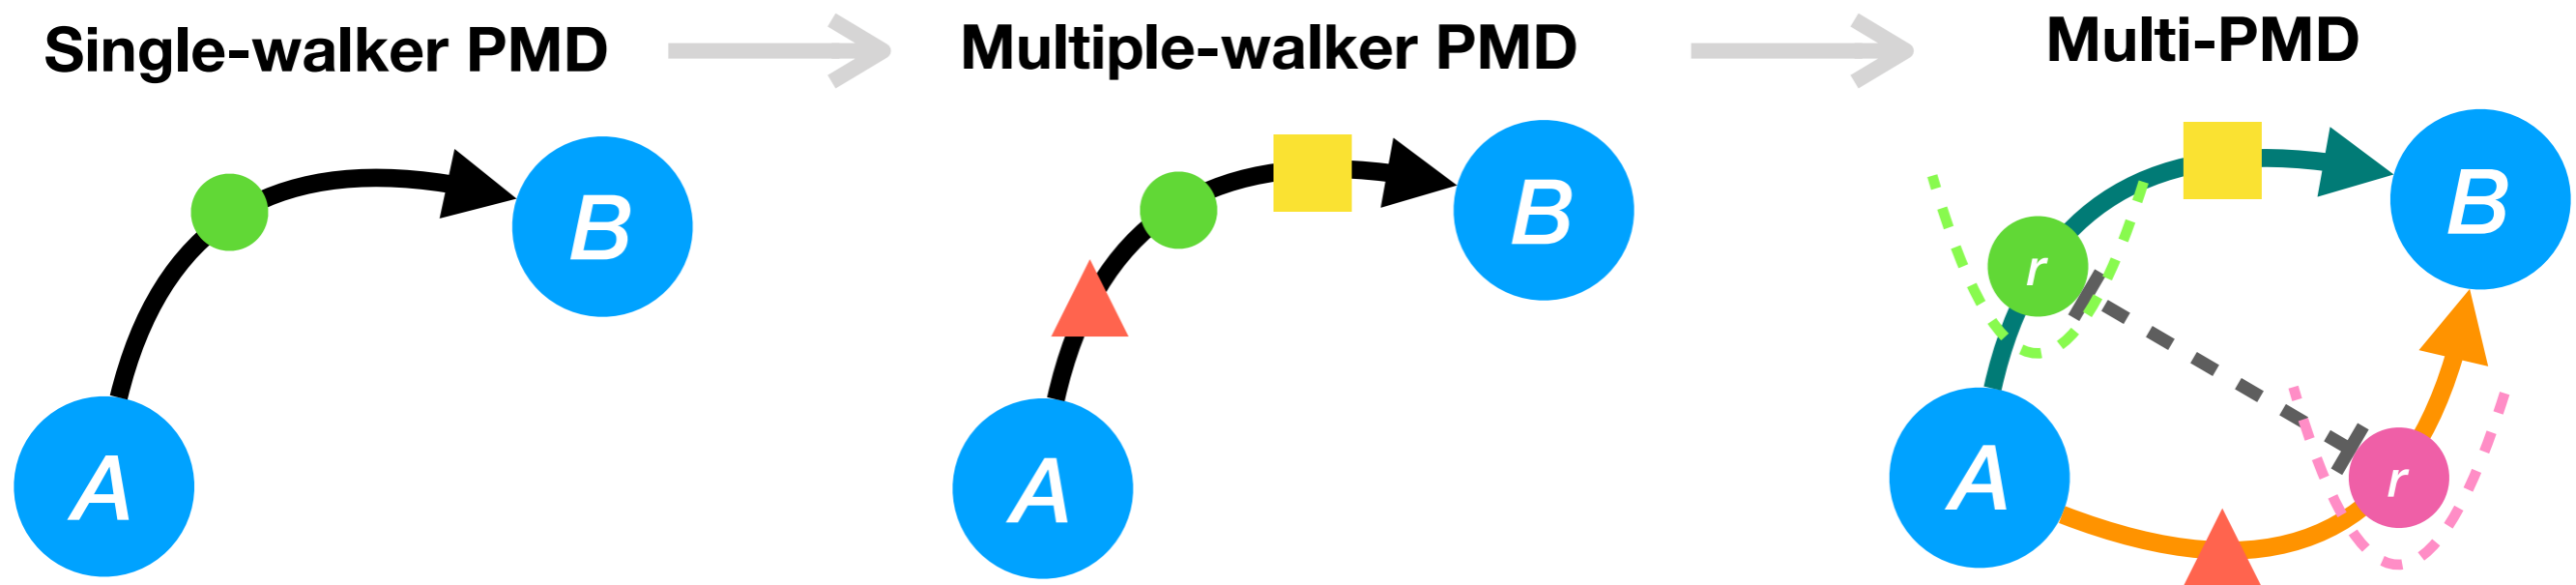 Single-walker PMD
Multiple-walker PMD
Multi-PMD
B
A
B
A
B
r
A
r